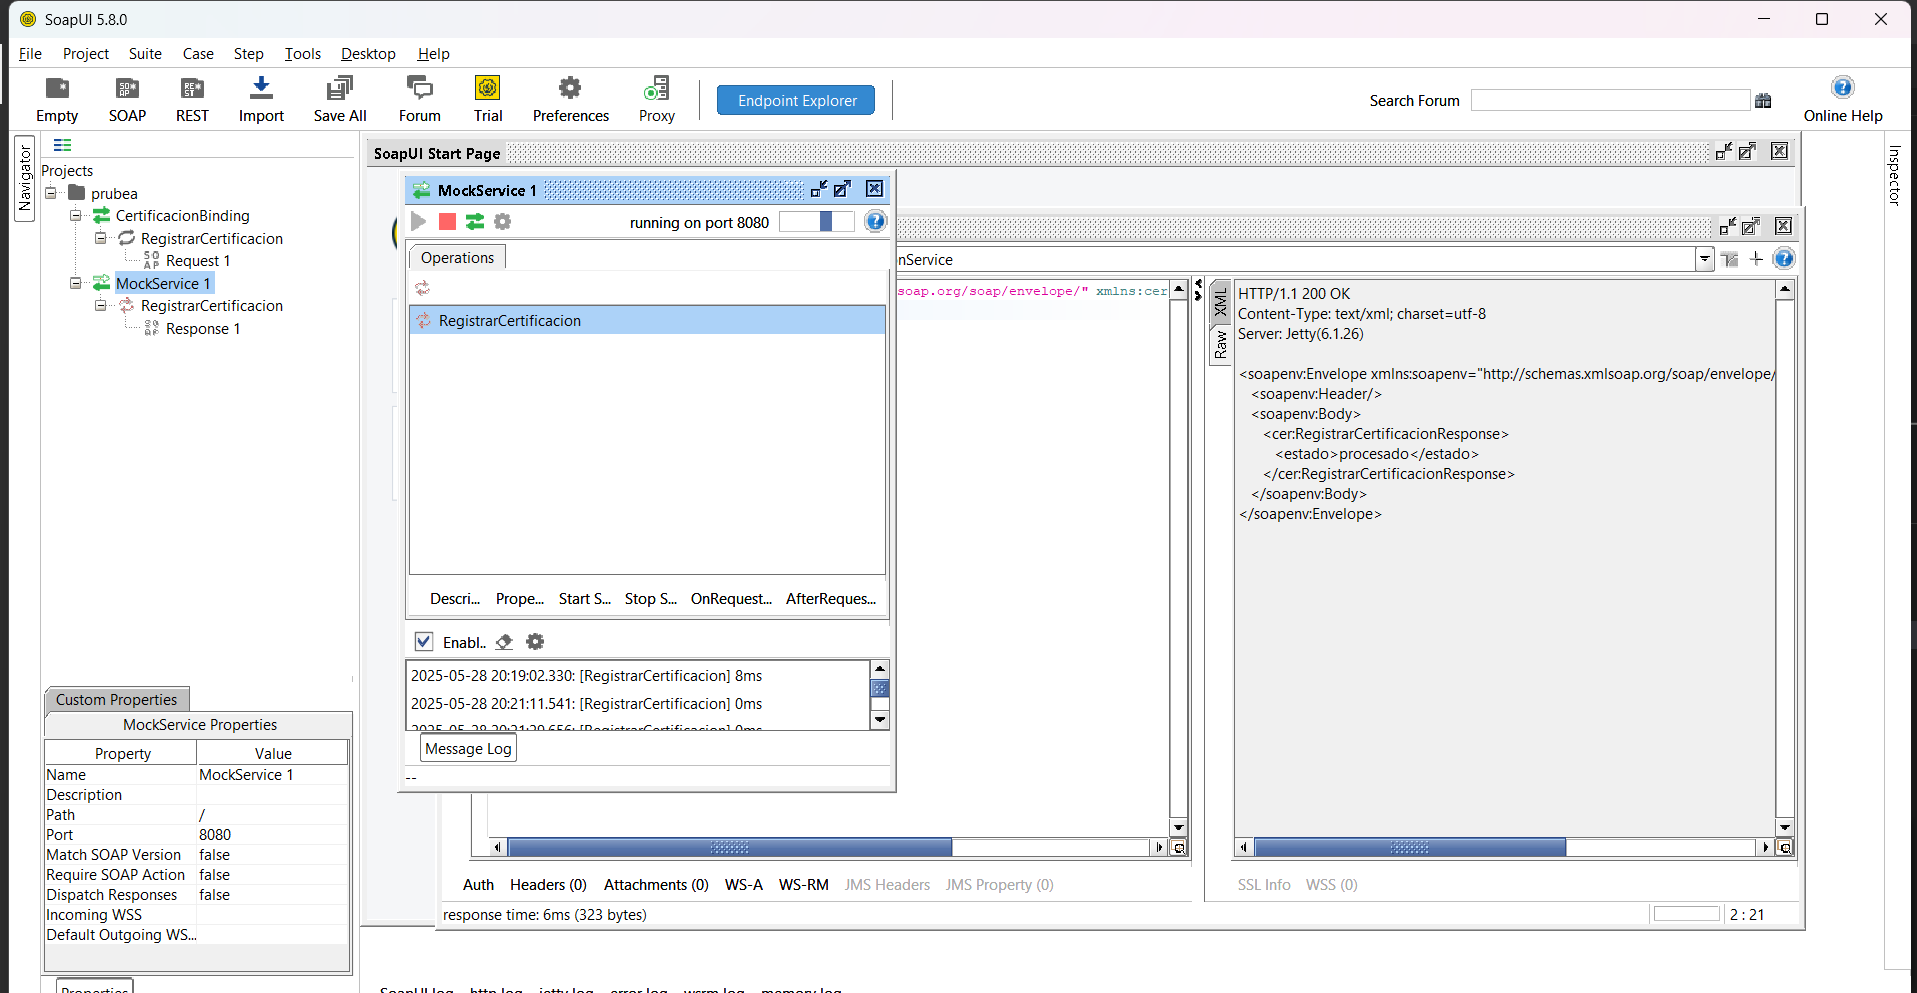 SoapUI 5.8.0
File Project Suite Case Step Tools Desktop Help
Empty SOAP REST Import Save All Forum Trial Preferences Proxy Endpoint Explorer Search Forum Online Help
Navigator
Projects
prubea
CertificacionBinding
RegistrarCertificacion
Request 1
MockService 1
RegistrarCertificacion
Response 1
Custom Properties
MockService Properties
Property Value
Name MockService 1
Description
Path /
Port 8080
Match SOAP Version false
Require SOAP Action false
Dispatch Responses false
Incoming WSS
Default Outgoing WS...
Properties
SoapUI Start Page
MockService 1
running on port 8080
Operations
RegistrarCertificacion
Descri... Prope... Start S... Stop S... OnRequest... AfterReques...
Enabl..
2025-05-28 20:19:02.330: [RegistrarCertificacion] 8ms
2025-05-28 20:21:11.541: [RegistrarCertificacion] 0ms
2025-05-28 20:21:20.656: [RegistrarCertificacion] 0ms
Message Log
--
nService
soap.org/soap/envelope/" xmlns:cer
XML
Raw
HTTP/1.1 200 OK
Content-Type: text/xml; charset=utf-8
Server: Jetty(6.1.26)
<soapenv:Envelope xmlns:soapenv="http://schemas.xmlsoap.org/soap/envelope/
<soapenv:Header/>
<soapenv:Body>
<cer:RegistrarCertificacionResponse>
<estado>procesado</estado>
</cer:RegistrarCertificacionResponse>
</soapenv:Body>
</soapenv:Envelope>
Auth Headers (0) Attachments (0) WS-A WS-RM JMS Headers JMS Property (0)
SSL Info WSS (0)
response time: 6ms (323 bytes)
2 : 21
Inspector
SoapUI log http log jetty log error log wsrm log memory log